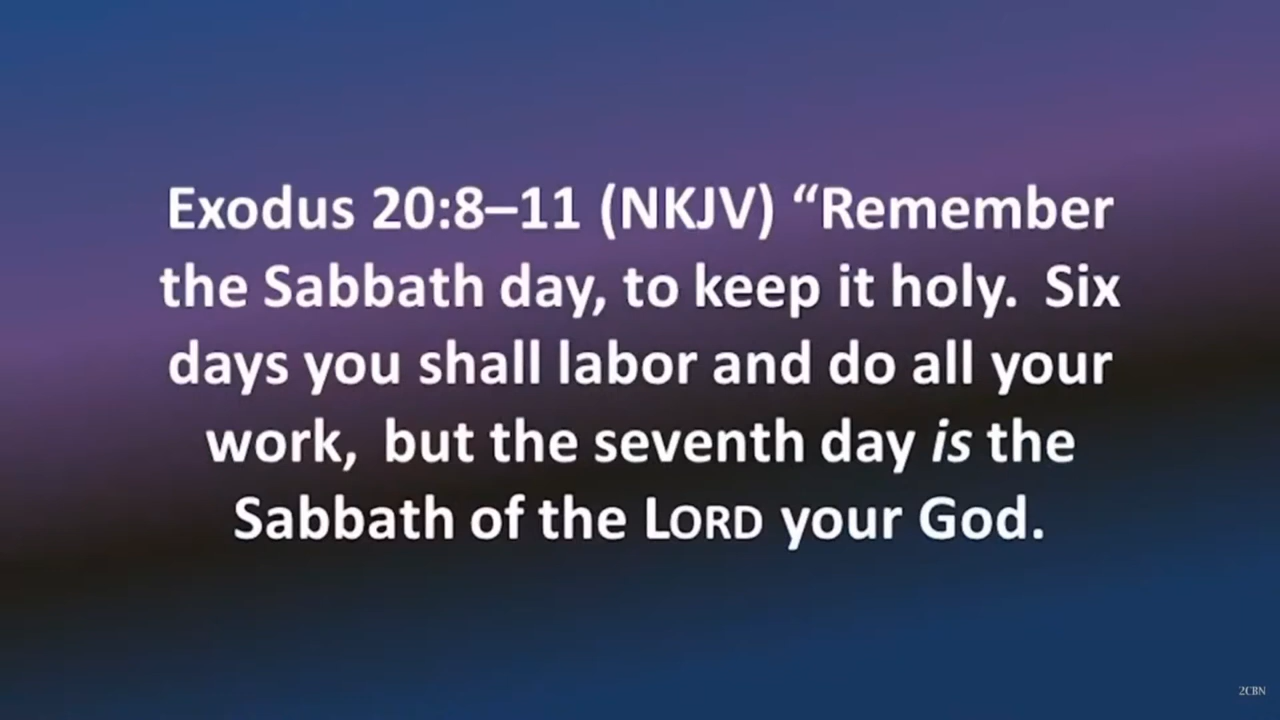 Exodus 20:8–11 (NKJV) “Remember
the Sabbath day, to keep it holy.  Six
days you shall labor and do all your
work,  but the seventh day is the
Sabbath of the LORD your God.
2CBN